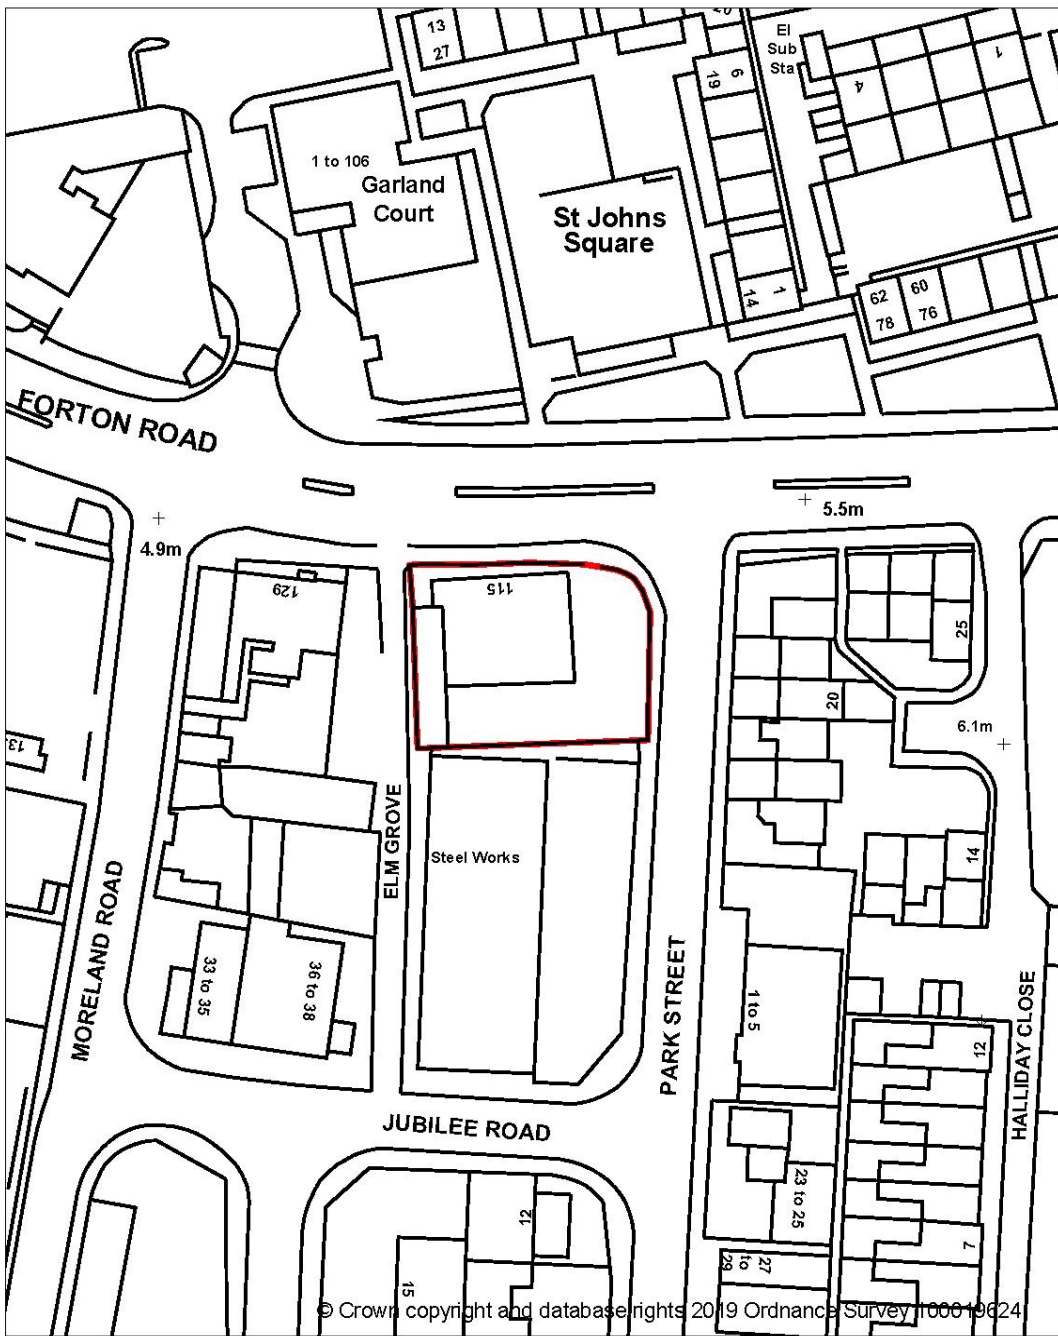 13
27
20
6
19
El
Sub
Sta
4
1
1 to 106
Garland
Court
St Johns
Square
1
14
62
78
60
76
FORTON ROAD
5.5m
4.9m
129
115
25
20
6.1m
13
ELM GROVE
Steel Works
14
MORELAND ROAD
33 to 35
36 to 38
PARK STREET
1 to 5
HALLIDAY CLOSE
12
JUBILEE ROAD
23 to 25
12
7
27
to
29
15
© Crown copyright and database rights 2019 Ordnance Survey 100019624